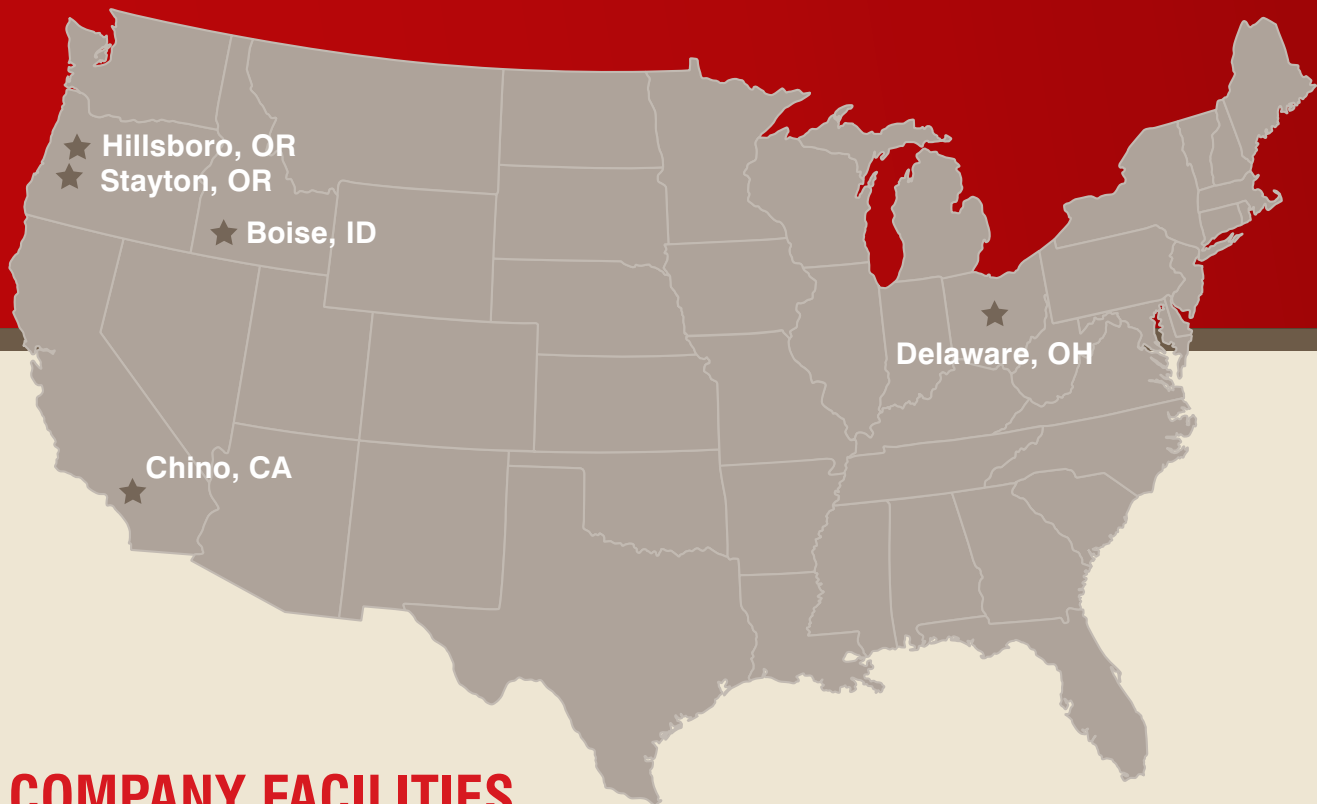 Hillsboro, OR
Stayton, OR
Boise, ID
Delaware, OH
Chino, CA
COMPANY FACILITIES